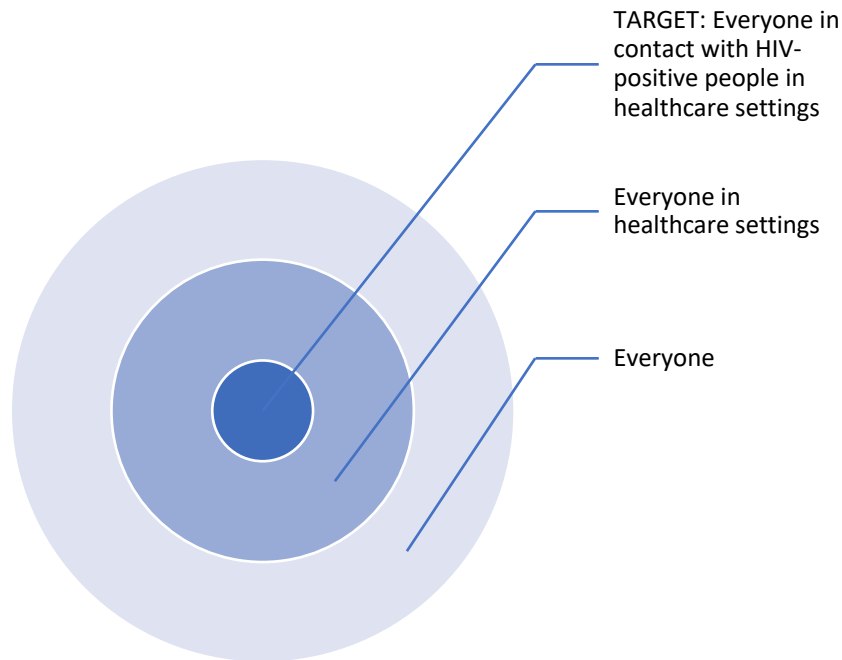 TARGET: Everyone in
contact with HIV-
positive people in
healthcare settings
Everyone in
healthcare settings
Everyone